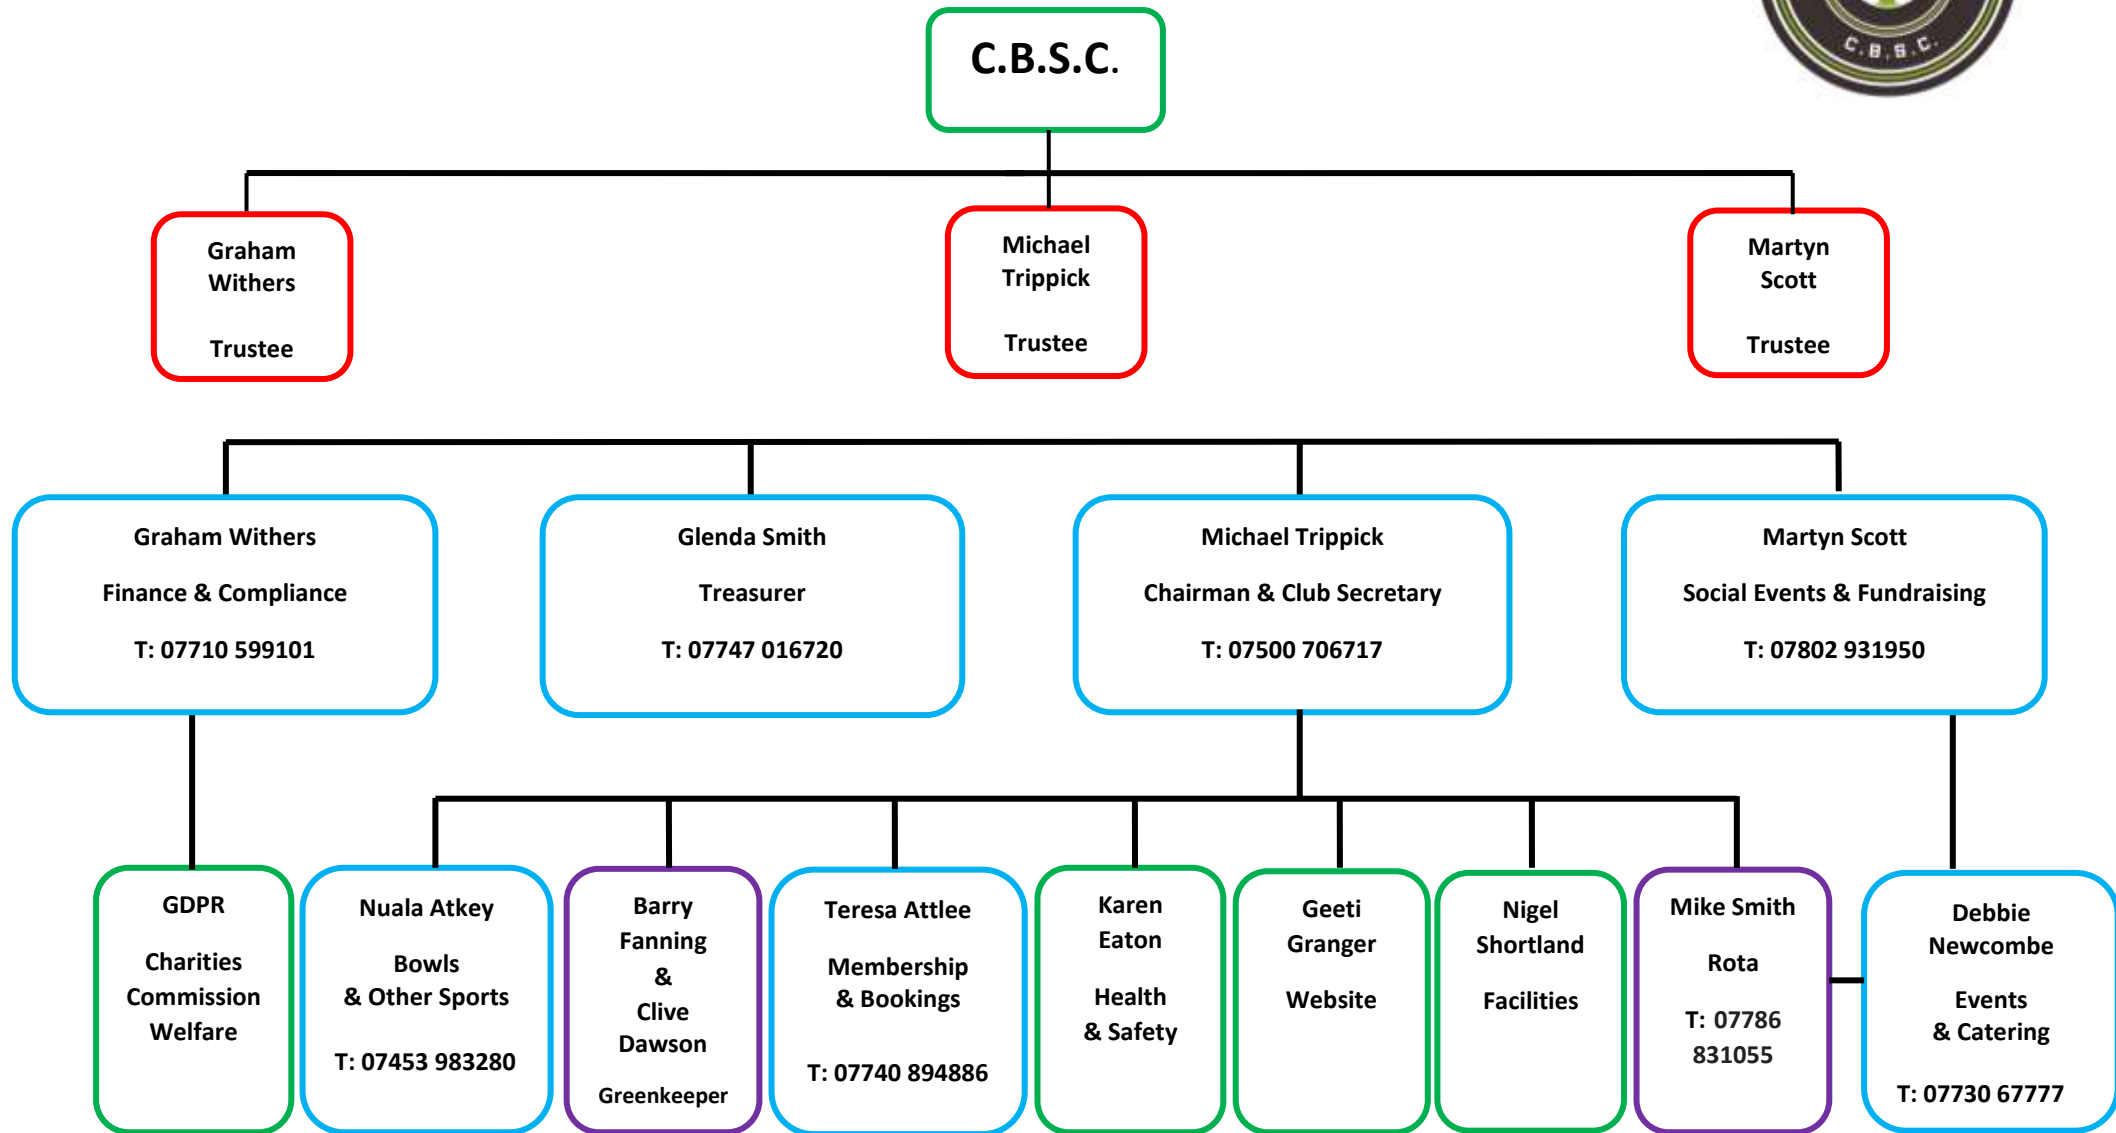 C.B.S.C.
C.B.S.C.
Graham
Withers
Trustee
Michael
Trippick
Trustee
Martyn
Scott
Trustee
Graham Withers
Finance & Compliance
T: 07710 599101
Glenda Smith
Treasurer
T: 07747 016720
Michael Trippick
Chairman & Club Secretary
T: 07500 706717
Martyn Scott
Social Events & Fundraising
T: 07802 931950
GDPR
Charities
Commission
Welfare
Nuala Atkey
Bowls
& Other Sports
T: 07453 983280
Barry
Fanning
&
Clive
Dawson
Greenkeeper
Teresa Attlee
Membership
& Bookings
T: 07740 894886
Karen
Eaton
Health
& Safety
Geeti
Granger
Website
Nigel
Shortland
Facilities
Mike Smith
Rota
T: 07786
831055
Debbie
Newcombe
Events
& Catering
T: 07730 67777